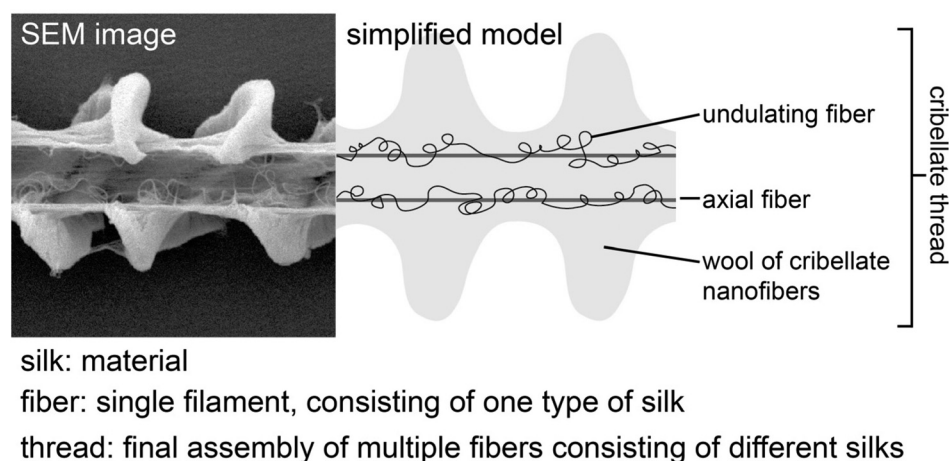 SEM image
simplified model
undulating fiber
axial fiber
wool of cribellate
nanofibers
cribellate thread
silk: material
fiber: single filament, consisting of one type of silk
thread: final assembly of multiple fibers consisting of different silks